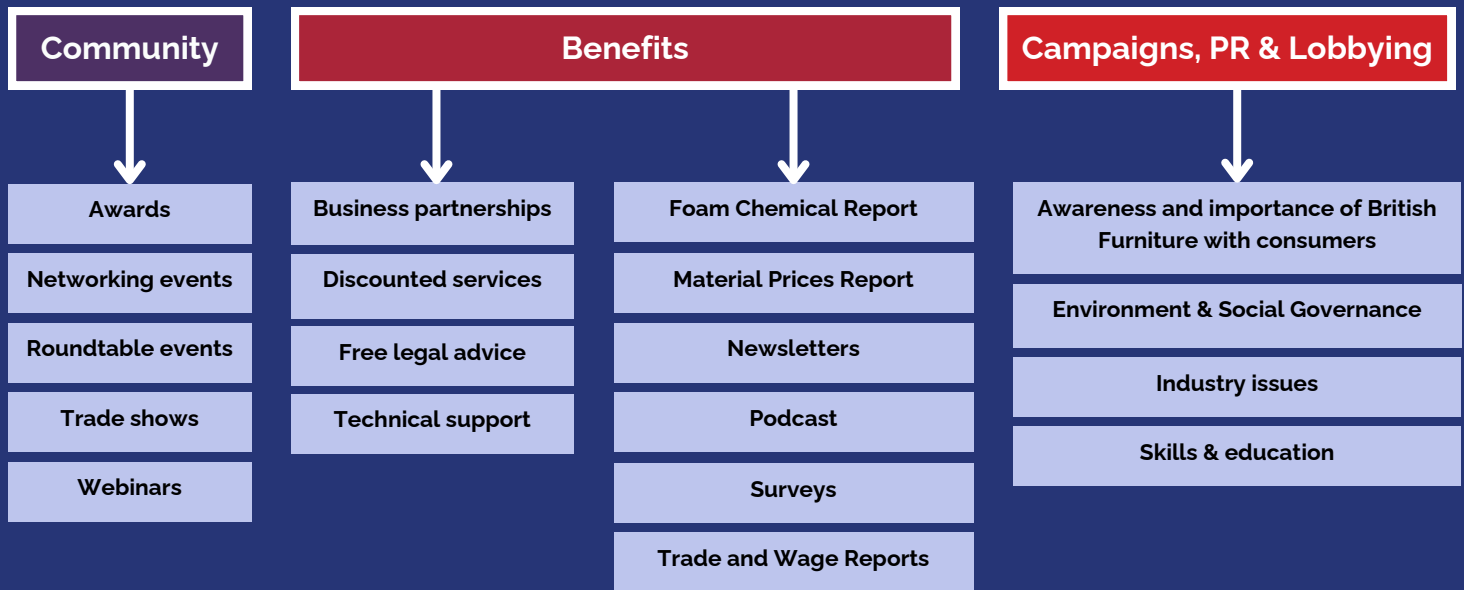 Community
Awards
Networking events
Roundtable events
Trade shows
Webinars
Benefits
Business partnerships
Discounted services
Free legal advice
Technical support
Foam Chemical Report
Material Prices Report
Newsletters
Podcast
Surveys
Trade and Wage Reports
Campaigns, PR & Lobbying
Awareness and importance of British
Furniture with consumers
Environment & Social Governance
Industry issues
Skills & education